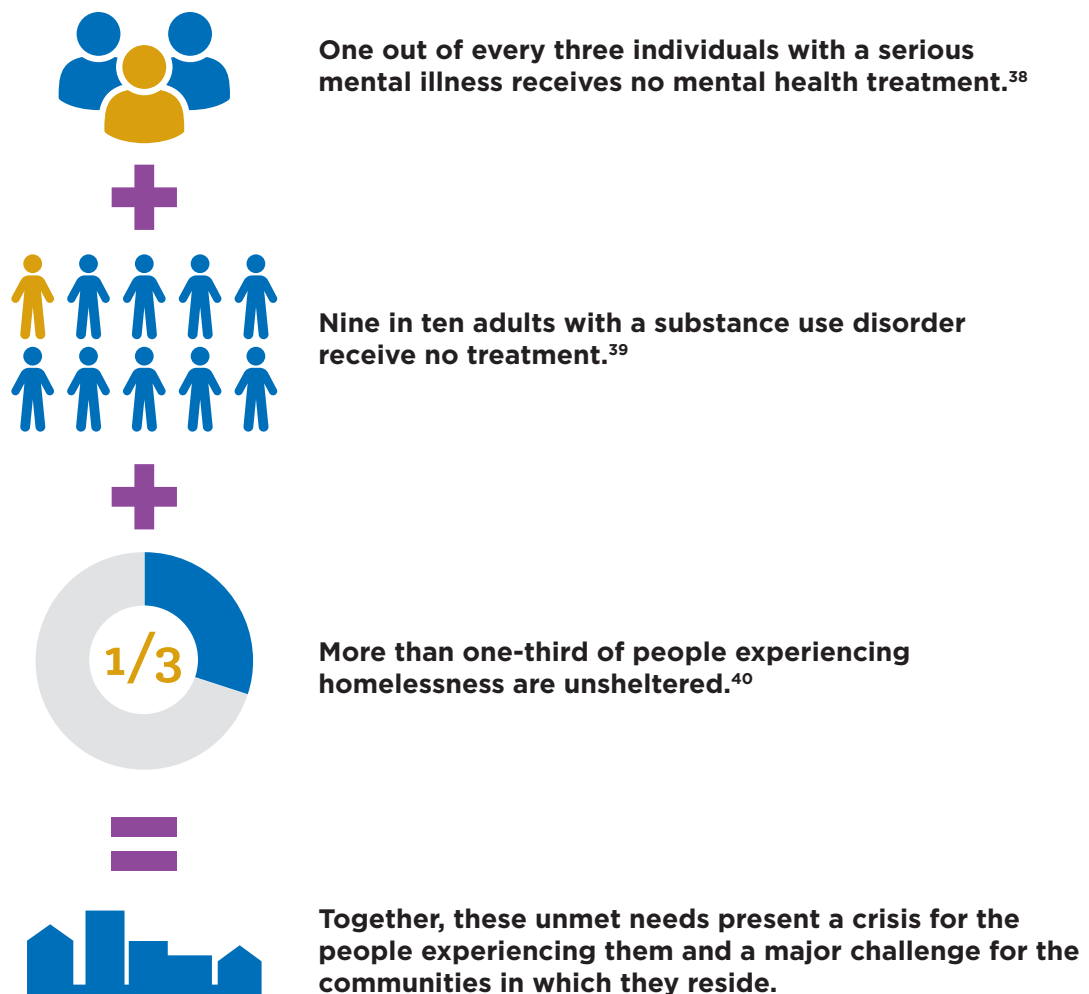 One out of every three individuals with a serious
mental illness receives no mental health treatment.38
Nine in ten adults with a substance use disorder
receive no treatment.39
1/3
More than one-third of people experiencing
homelessness are unsheltered.40
Together, these unmet needs present a crisis for the
people experiencing them and a major challenge for the
communities in which they reside.